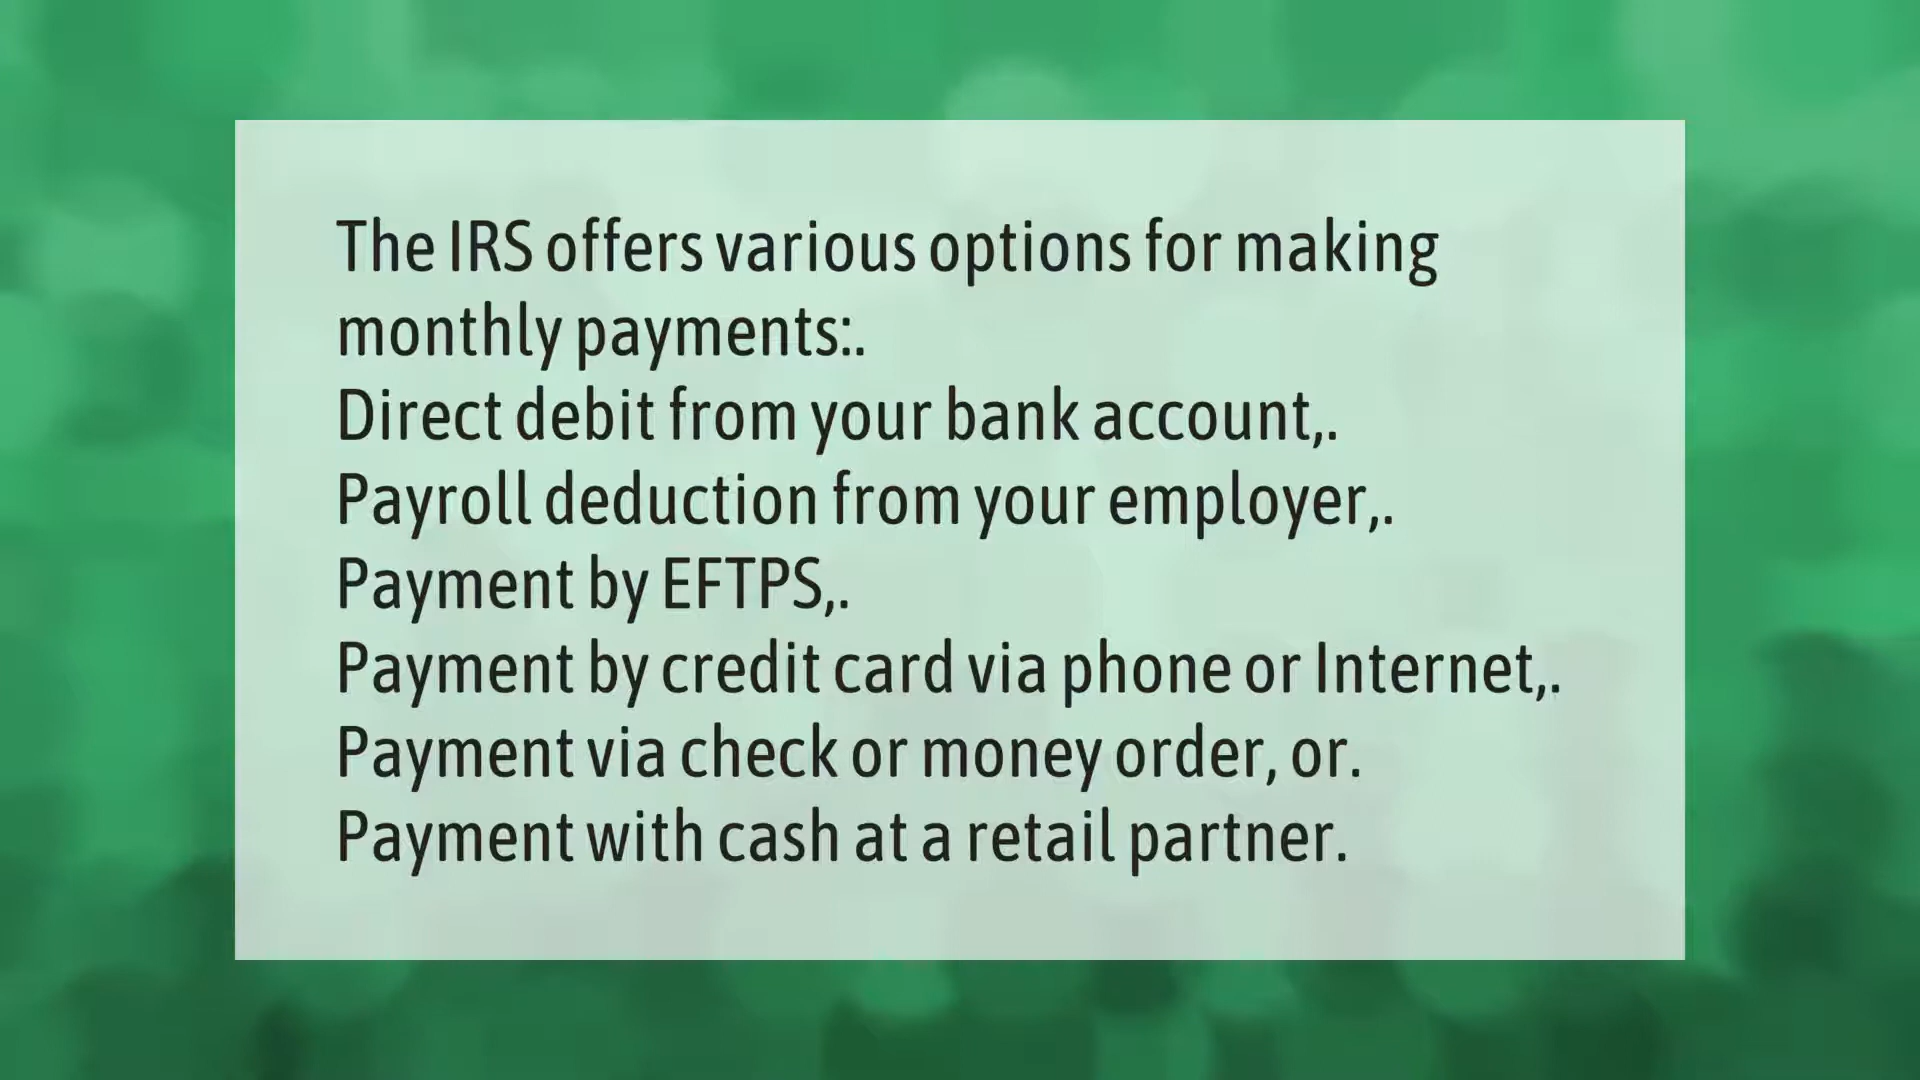 The IRS offers various options for making
monthly payments:.
Direct debit from your bank account,.
Payroll deduction from your employer,.
Payment by EFTPS,.
Payment by credit card via phone or Internet,.
Payment via check or money order, or.
Payment with cash at a retail partner.